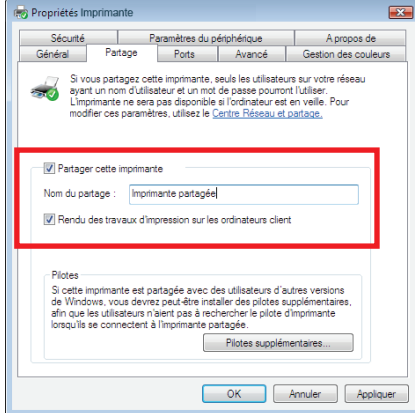 Propriétés Imprimante
Sécurité Paramètres du périphérique A propos de
Général Partage Ports Avancé Gestion des couleurs
Si vous partagez cette imprimante, seuls les utilisateurs sur votre réseau
ayant un nom d'utilisateur et un mot de passe pourront l'utiliser.
L'imprimante ne sera pas disponible si l'ordinateur est en veille. Pour
modifier ces paramètres, utilisez le Centre Réseau et partage.
Partager cette imprimante
Nom du partage : Imprimante partagée
Rendu des travaux d'impression sur les ordinateurs client
Pilotes
Si cette imprimante est partagée avec des utilisateurs d'autres versions
de Windows, vous devrez peut-être installer des pilotes supplémentaires,
afin que les utilisateurs n'aient pas à rechercher le pilote d'imprimante
lorsqu'ils se connectent à l'imprimante partagée.
Pilotes supplémentaires...
OK Annuler Appliquer